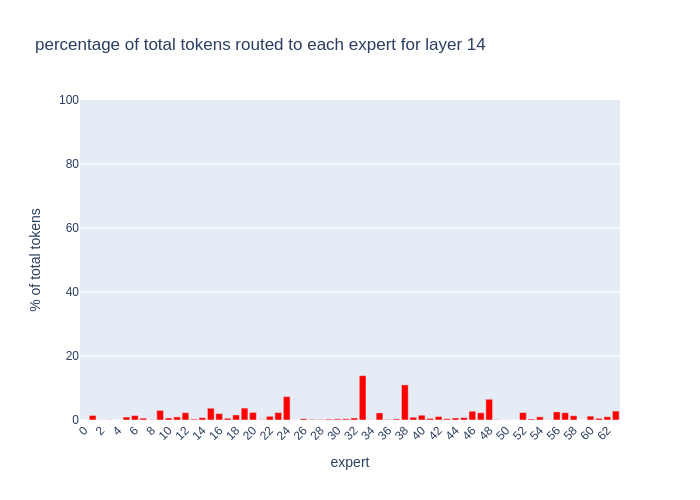 percentage of total tokens routed to each expert for layer 14
100
80
60
40
20
0
% of total tokens
0 2 4 6 8 10 12 14 16 18 20 22 24 26 28 30 32 34 36 38 40 42 44 46 48 50 52 54 56 58 60 62
expert